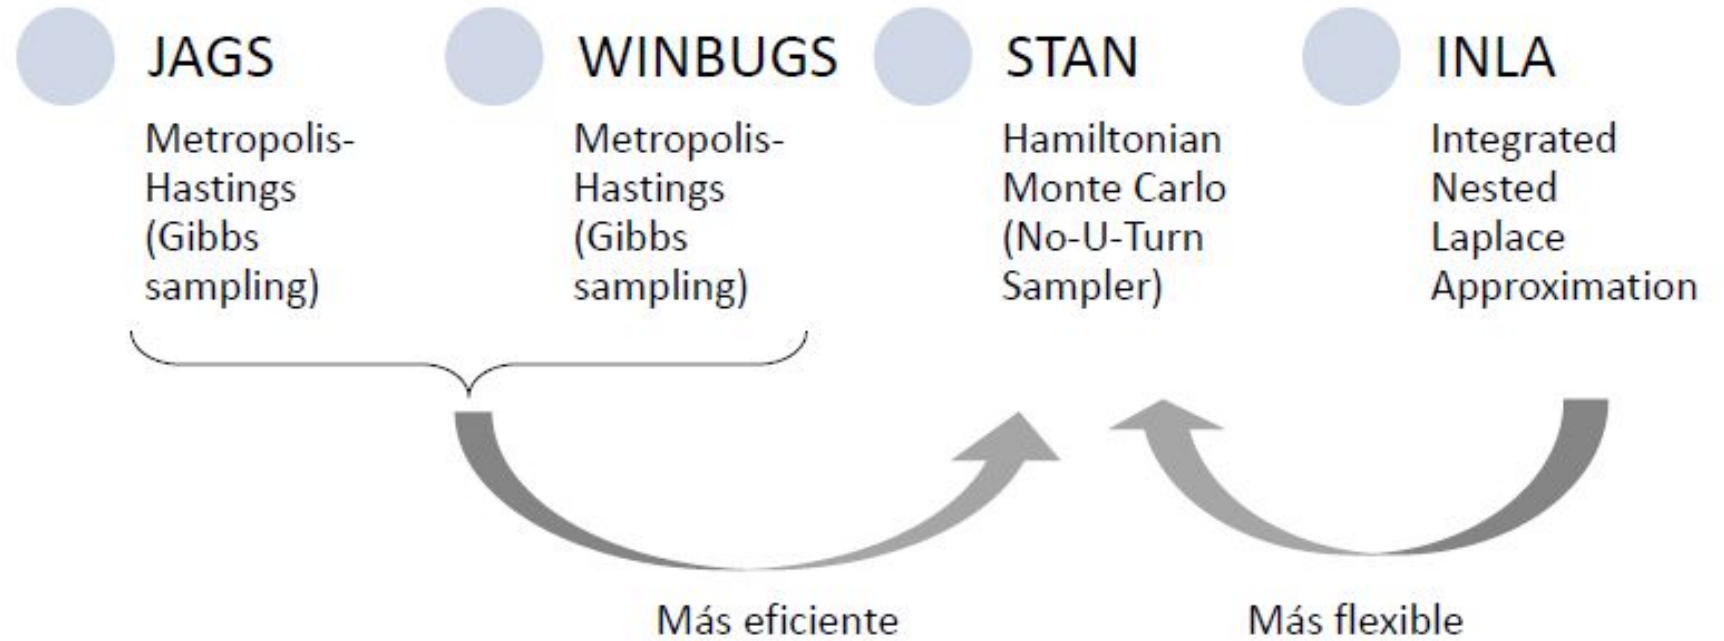 JAGS
Metropolis-
Hastings
(Gibbs
sampling)
WINBUGS
Metropolis-
Hastings
(Gibbs
sampling)
STAN
Hamiltonian
Monte Carlo
(No-U-Turn
Sampler)
INLA
Integrated
Nested
Laplace
Approximation
Más eficiente
Más flexible